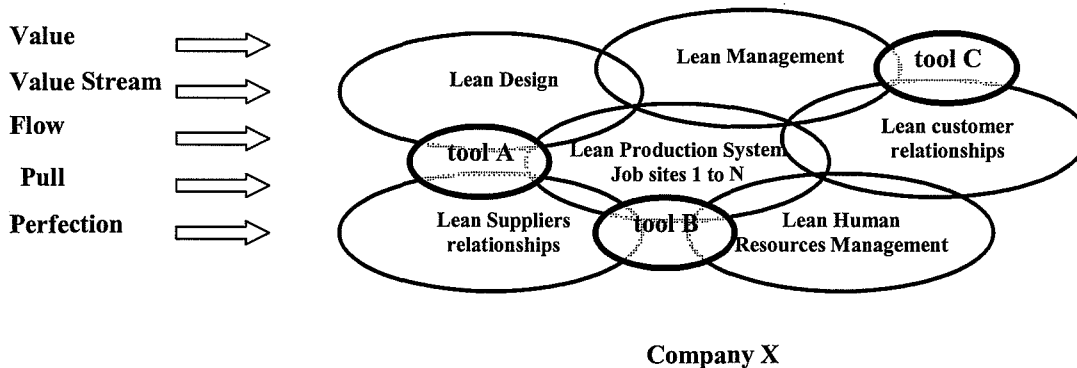 Value
Value Stream
Flow
Pull
Perfection
Lean Design
Lean Management
tool C
Lean customer
relationships
tool A
Lean Production System
Job sites 1 to N
Lean Suppliers
relationships
tool B
Lean Human
Resources Management
Company X